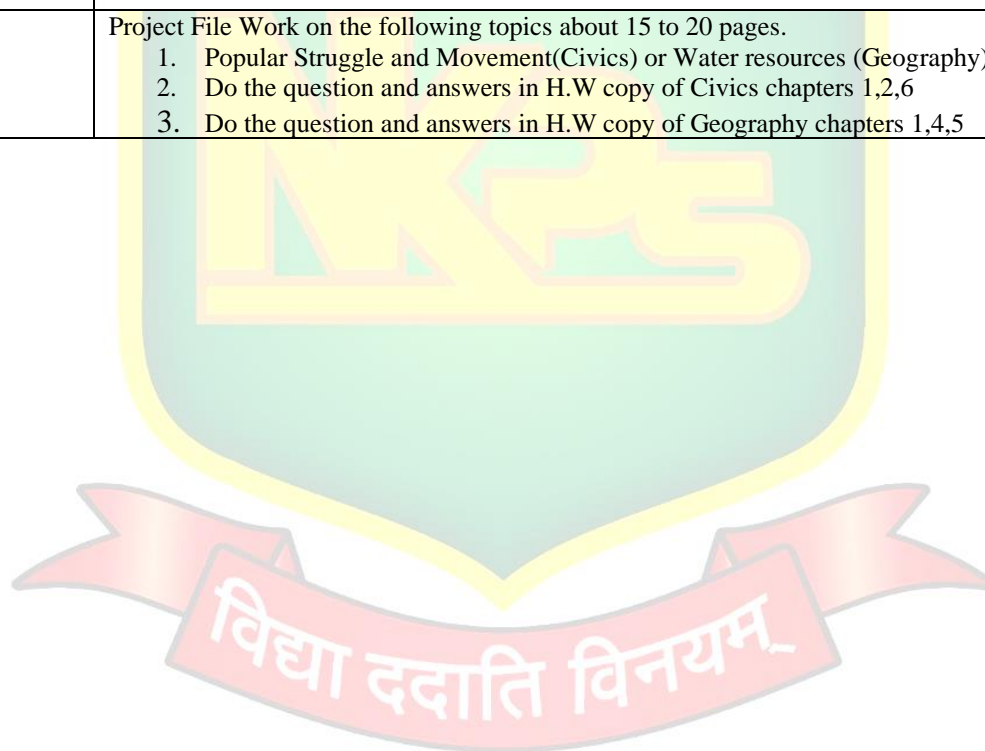 Project File Work on the following topics about 15 to 20 pages.
1. Popular Struggle and Movement(Civics) or Water resources (Geography)
2. Do the question and answers in H.W copy of Civics chapters 1,2,6
3. Do the question and answers in H.W copy of Geography chapters 1,4,5
NKPS
विद्या ददाति विनयम्